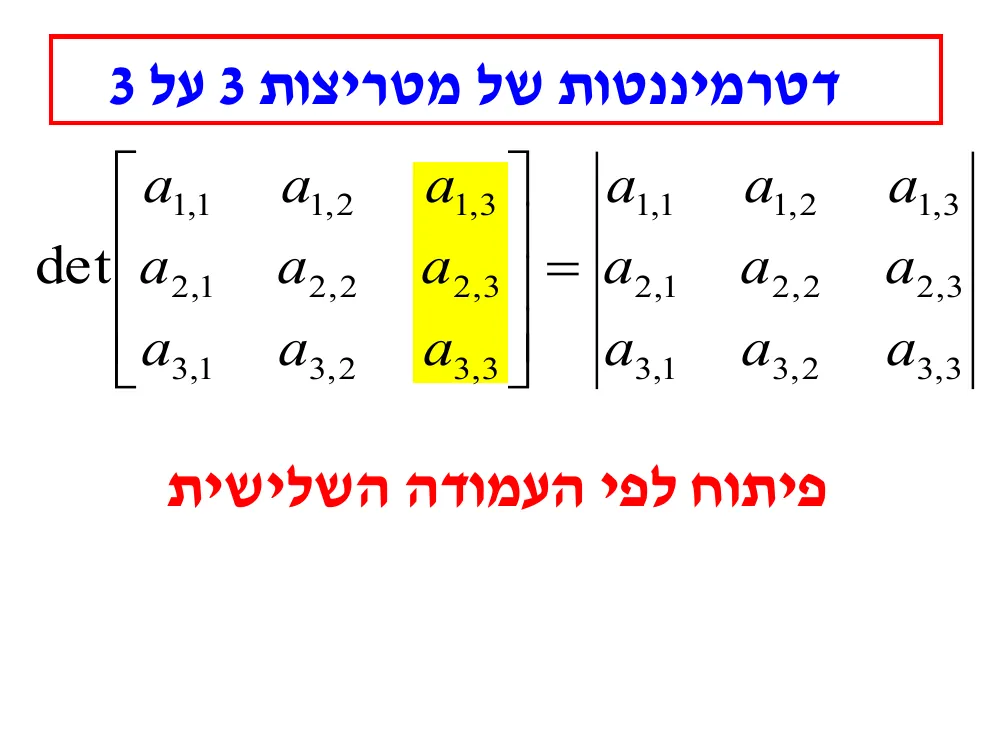 דטרמיננטות של מטריצות 3 על 3
det [ a1,1 a1,2 a1,3 ] = | a1,1 a1,2 a1,3 |
[ a2,1 a2,2 a2,3 ] | a2,1 a2,2 a2,3 |
[ a3,1 a3,2 a3,3 ] | a3,1 a3,2 a3,3 |
פיתוח לפי העמודה השלישית